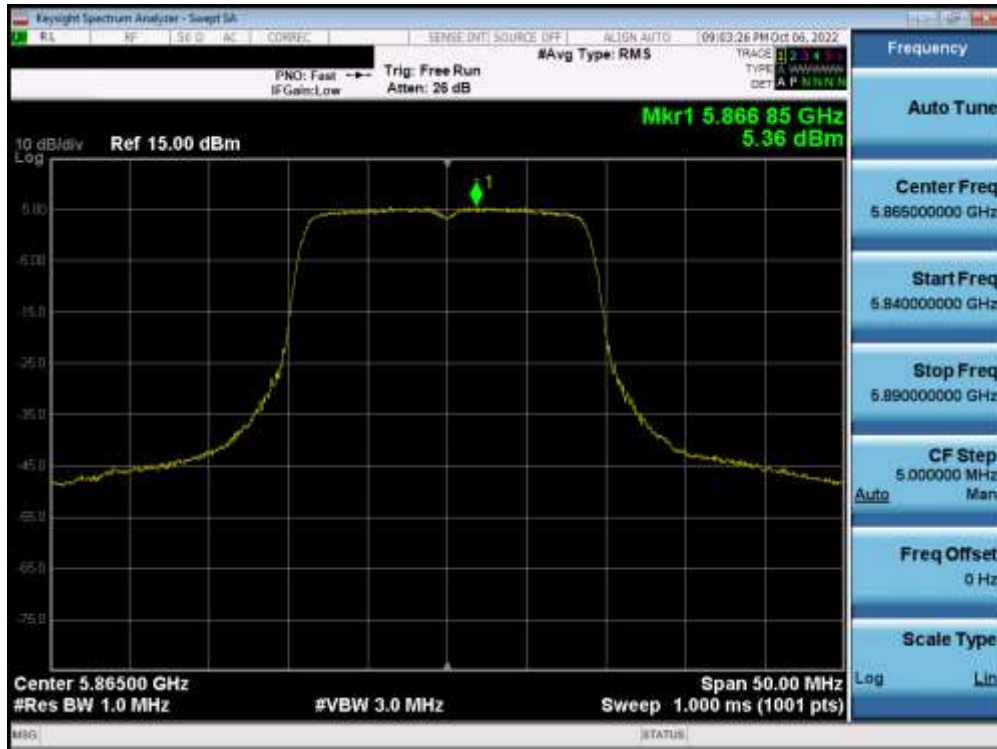 Keysight Spectrum Analyzer - Swept SA
RL RF 50 Ω AC CORREC SENSE:INT SOURCE OFF ALIGN AUTO 09:03:26 PM Oct 06, 2022
Frequency
#Avg Type: RMS
TRACE 1 2 3 4 5 6
PNO: Fast Trig: Free Run
TYPE
IFGain:Low Atten: 26 dB
DET A P N N N N
Auto Tune
Mkr1 5.866 85 GHz
5.36 dBm
10 dB/div Ref 15.00 dBm
Log
1
5.00
-5.00
-15.0
-25.0
-35.0
-45.0
-55.0
-65.0
-75.0
Center Freq
5.865000000 GHz
Start Freq
5.840000000 GHz
Stop Freq
5.890000000 GHz
CF Step
5.000000 MHz
Auto Man
Freq Offset
0 Hz
Scale Type
Log Lin
Center 5.86500 GHz Span 50.00 MHz
#Res BW 1.0 MHz #VBW 3.0 MHz Sweep 1.000 ms (1001 pts)
MSG STATUS